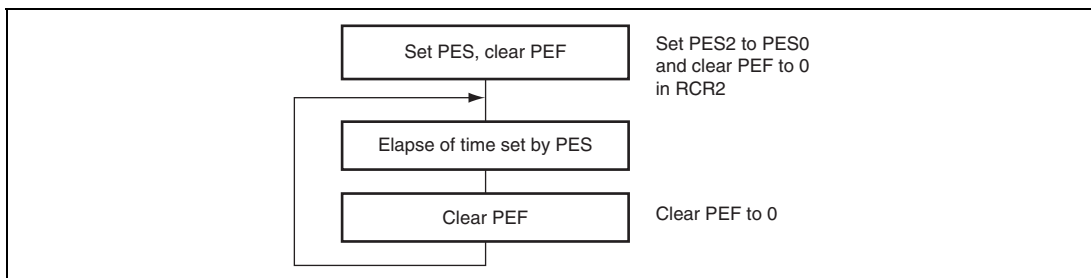 Set PES, clear PEF
Set PES2 to PES0
and clear PEF to 0
in RCR2
Elapse of time set by PES
Clear PEF
Clear PEF to 0